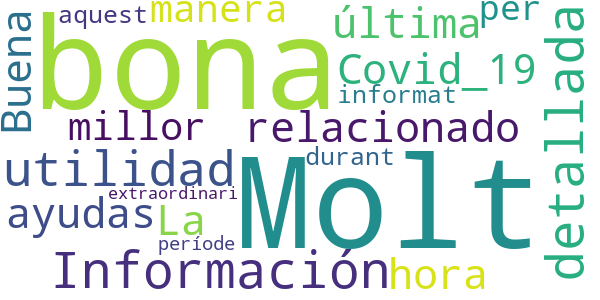 aquest
manera
per
Buena
bona
última
Covid_19
informat
detallada
millor
relacionado
utilidad
durant
Molt
extraordinari
ayudas
La
període
Información
hora